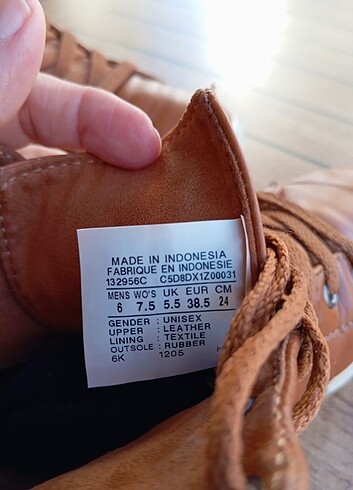 MADE IN INDONESIA
FABRIQUE EN INDONESIE
132956C C5D8DX1Z00031
MENS WO'S UK EUR CM
6 7.5 5.5 38.5 24
GENDER : UNISEX
UPPER : LEATHER
LINING : TEXTILE
OUTSOLE : RUBBER
6K 1205